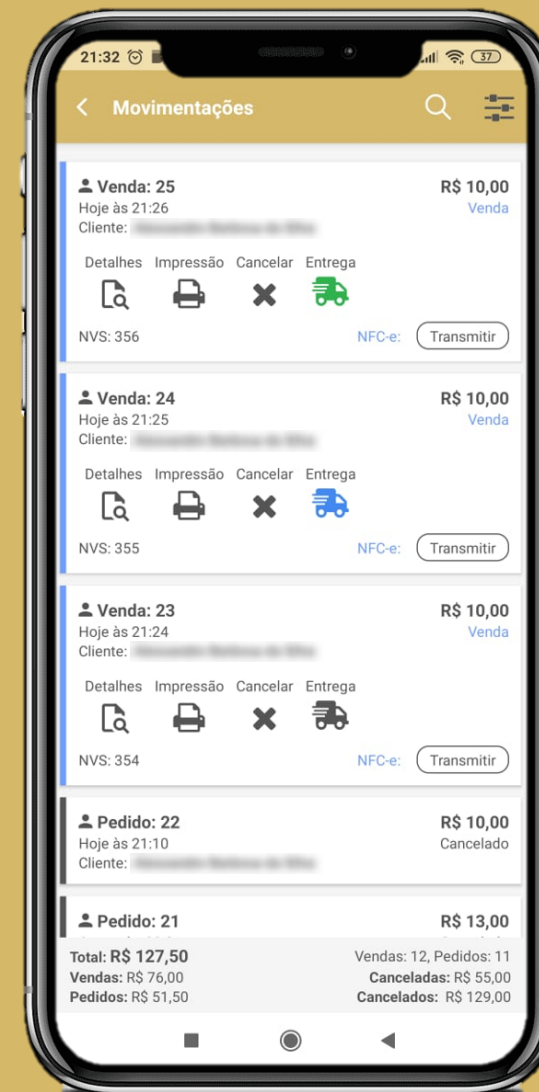 21:32
37
Movimentações
Venda: 25 R$ 10,00
Hoje às 21:26 Venda
Cliente:
Detalhes Impressão Cancelar Entrega
NVS: 356 NFC-e: Transmitir
Venda: 24 R$ 10,00
Hoje às 21:25 Venda
Cliente:
Detalhes Impressão Cancelar Entrega
NVS: 355 NFC-e: Transmitir
Venda: 23 R$ 10,00
Hoje às 21:24 Venda
Cliente:
Detalhes Impressão Cancelar Entrega
NVS: 354 NFC-e: Transmitir
Pedido: 22 R$ 10,00
Hoje às 21:10 Cancelado
Cliente:
Pedido: 21 R$ 13,00
Total: R$ 127,50 Vendas: 12, Pedidos: 11
Vendas: R$ 76,00 Canceladas: R$ 55,00
Pedidos: R$ 51,50 Cancelados: R$ 129,00